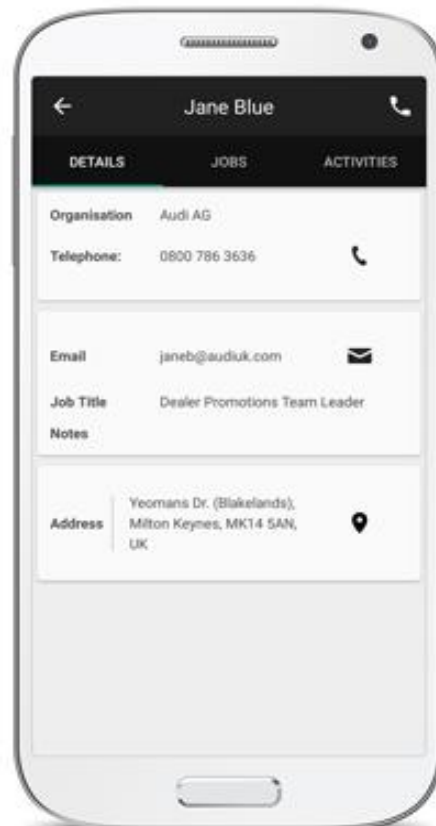 Jane Blue
DETAILS JOBS ACTIVITIES
Organisation Audi AG
Telephone: 0800 786 3636
Email janeb@audiuk.com
Job Title Dealer Promotions Team Leader
Notes
Address Yeomans Dr. (Blakelands),
Milton Keynes, MK14 5AN,
UK